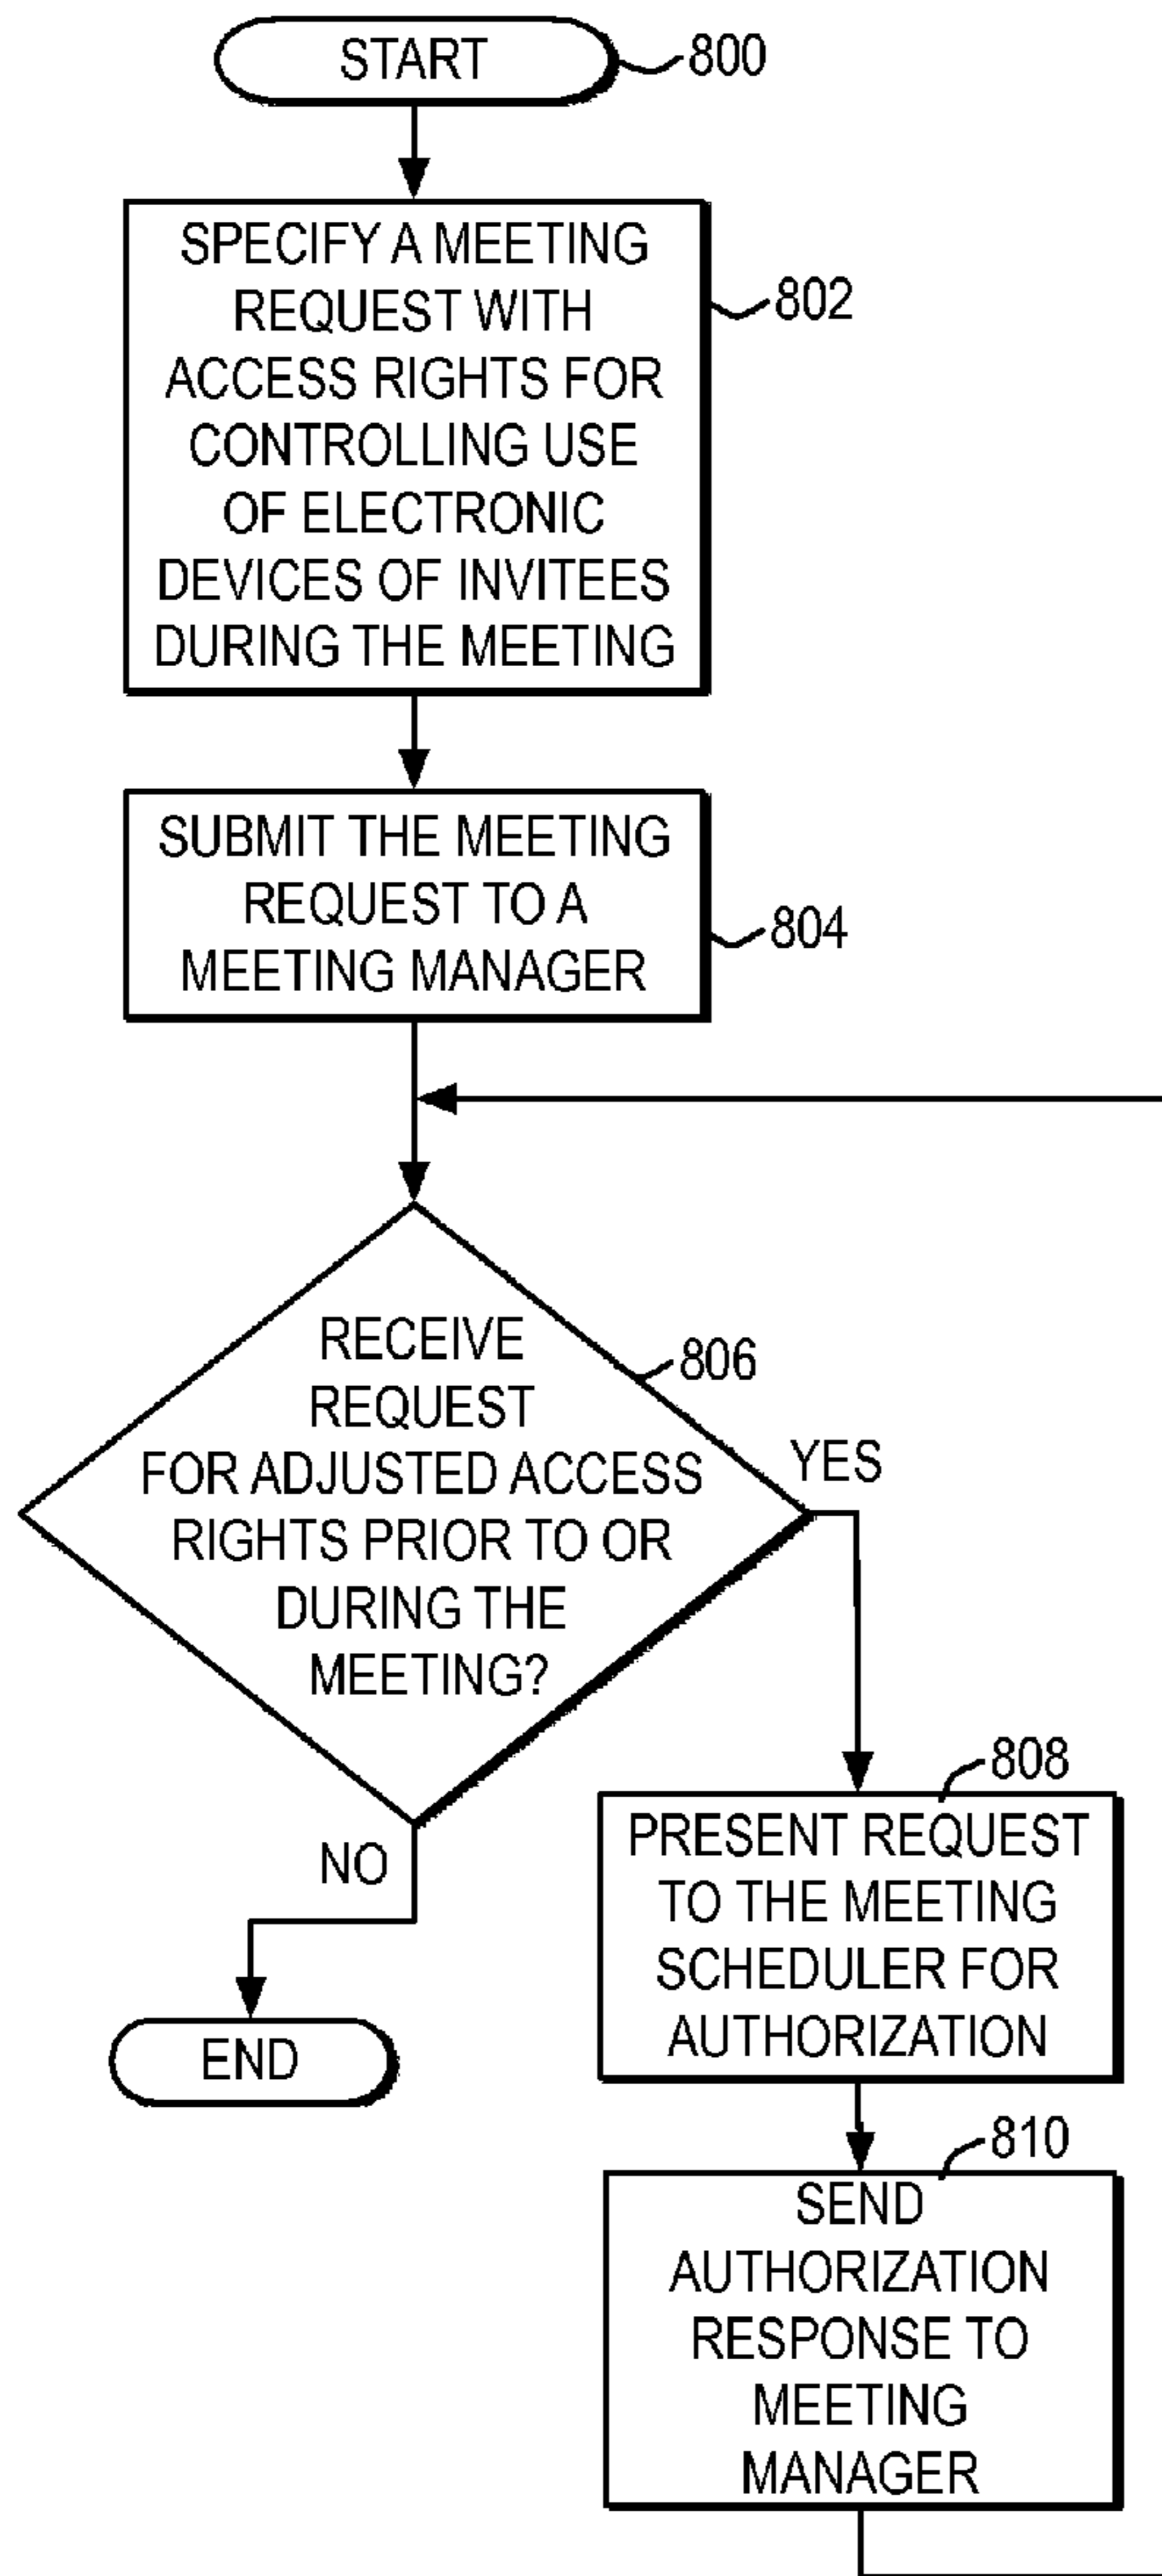 START
800
SPECIFY A MEETING
REQUEST WITH
ACCESS RIGHTS FOR
CONTROLLING USE
OF ELECTRONIC
DEVICES OF INVITEES
DURING THE MEETING
802
SUBMIT THE MEETING
REQUEST TO A
MEETING MANAGER
804
RECEIVE
REQUEST
FOR ADJUSTED ACCESS
RIGHTS PRIOR TO OR
DURING THE
MEETING?
806
YES
NO
END
808
PRESENT REQUEST
TO THE MEETING
SCHEDULER FOR
AUTHORIZATION
810
SEND
AUTHORIZATION
RESPONSE TO
MEETING
MANAGER